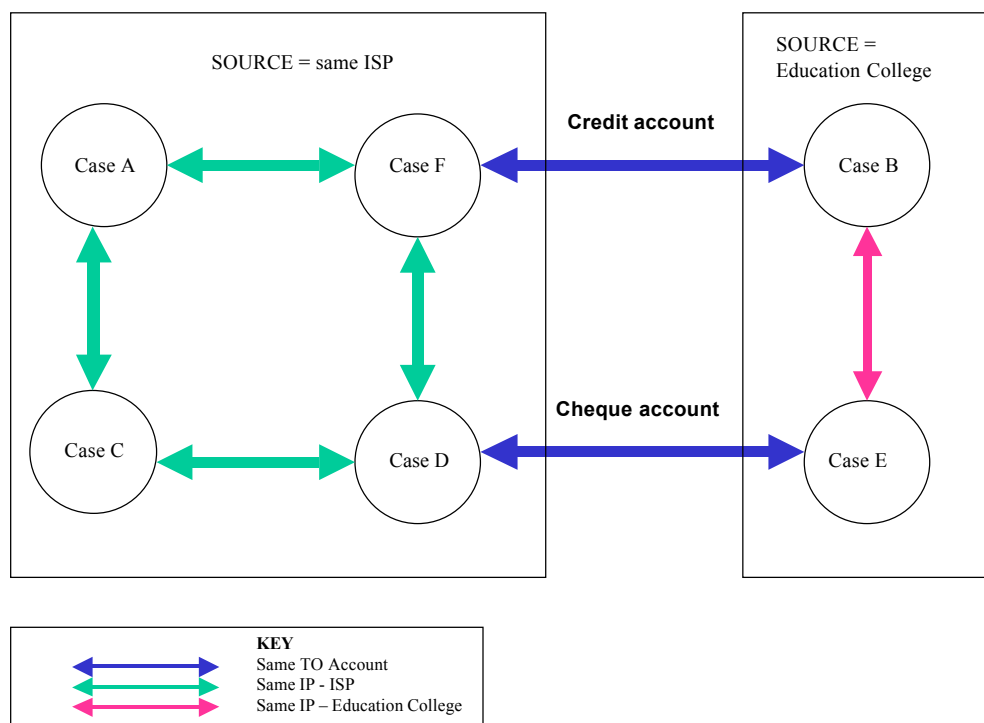 SOURCE = same ISP
SOURCE =
Education College
Credit account
Case A
Case F
Case B
Cheque account
Case C
Case D
Case E
KEY
Same TO Account
Same IP - ISP
Same IP – Education College